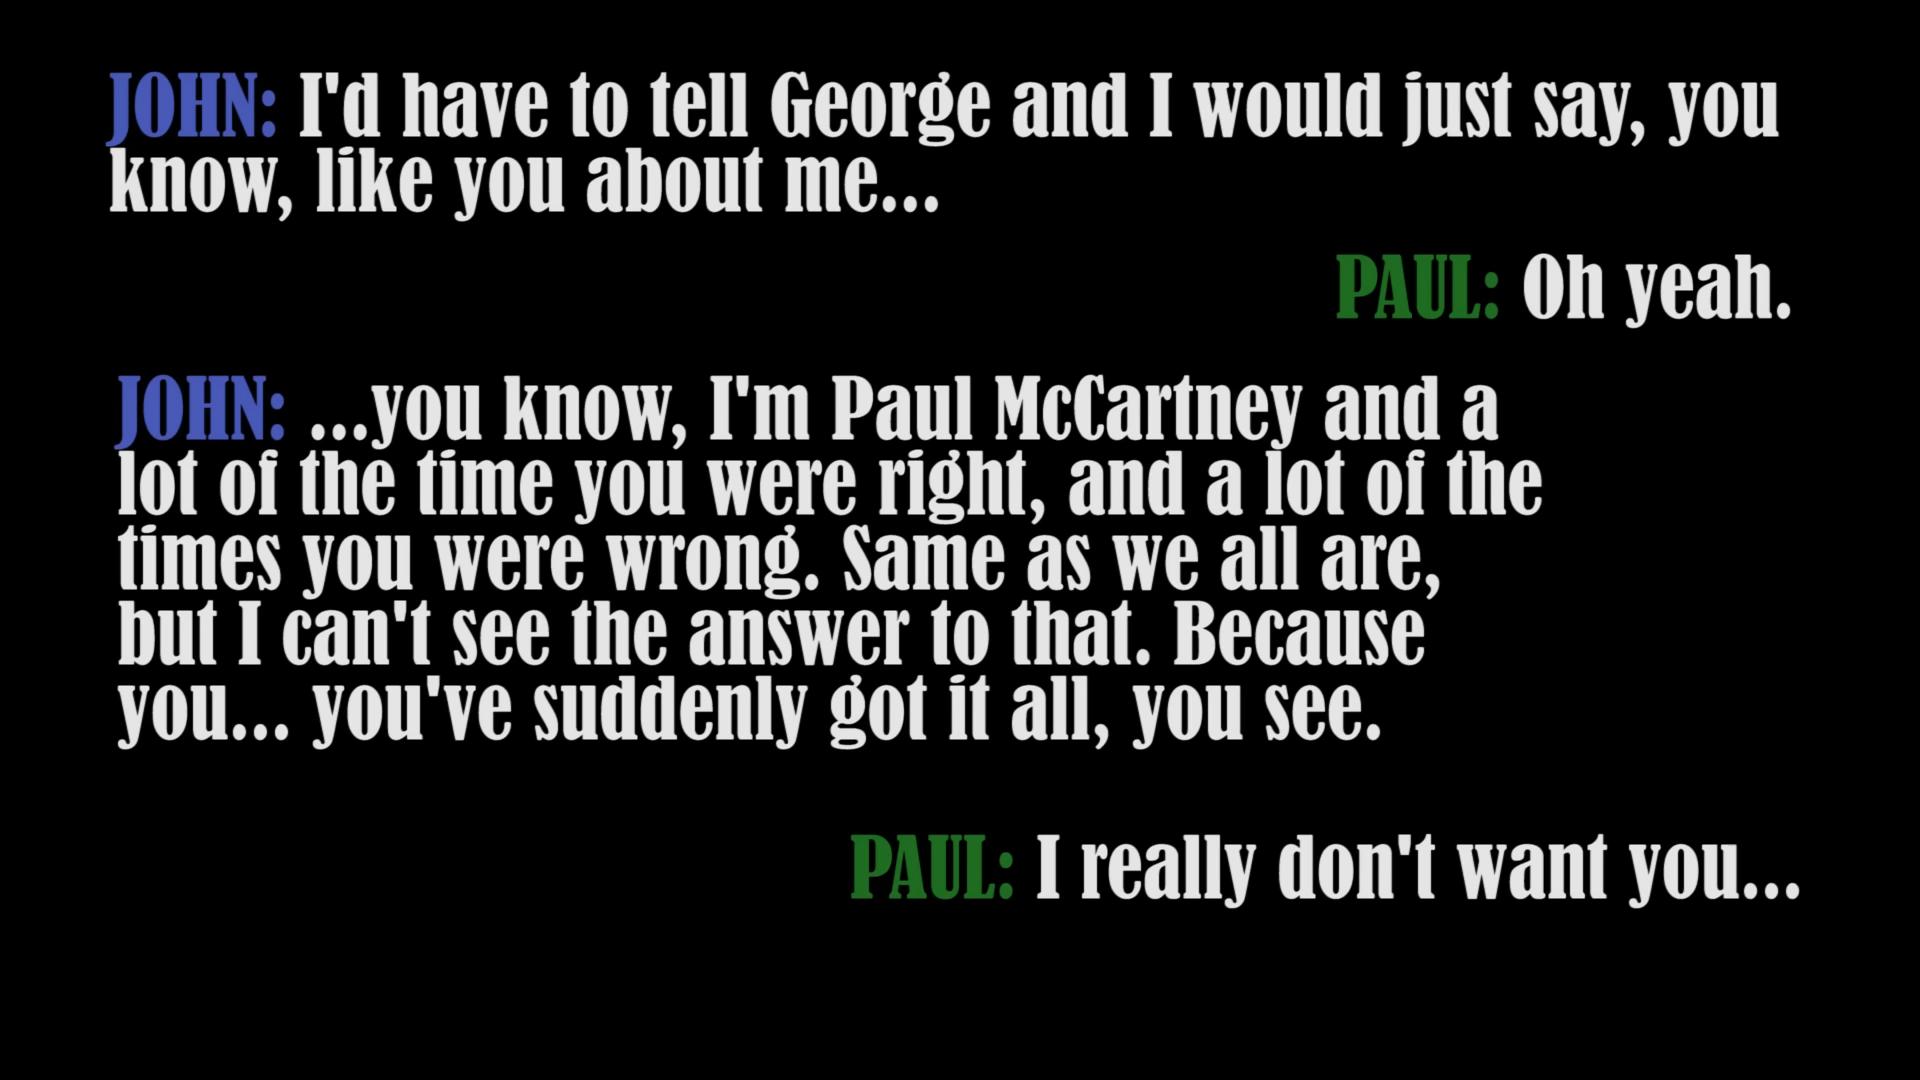 JOHN: I'd have to tell George and I would just say, you
know, like you about me...
PAUL: Oh yeah.
JOHN: ...you know, I'm Paul McCartney and a
lot of the time you were right, and a lot of the
times you were wrong. Same as we all are,
but I can't see the answer to that. Because
you... you've suddenly got it all, you see.
PAUL: I really don't want you...